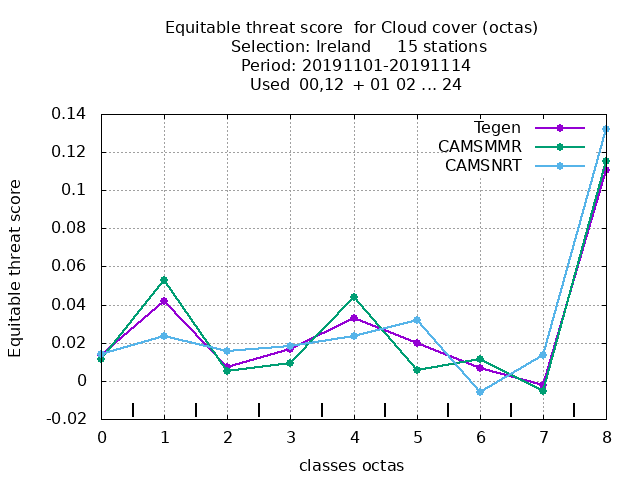 Equitable threat score  for Cloud cover (octas)
Selection: Ireland     15 stations
Period: 20191101-20191114
Used  00,12  + 01 02 ... 24
Tegen
CAMSMMR
CAMSNRT
Equitable threat score
0.14
0.12
0.1
0.08
0.06
0.04
0.02
0
-0.02
0 1 2 3 4 5 6 7 8
classes octas